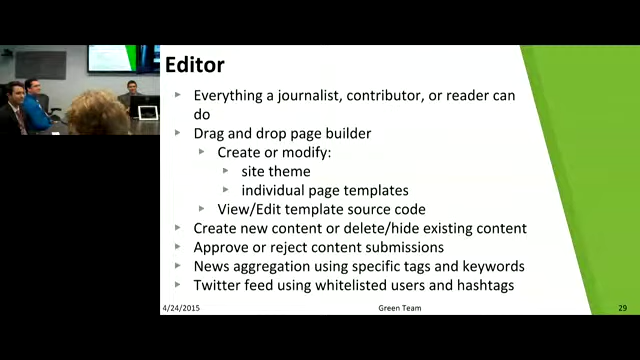 Editor
Everything a journalist, contributor, or reader can
do
Drag and drop page builder
Create or modify:
site theme
individual page templates
View/Edit template source code
Create new content or delete/hide existing content
Approve or reject content submissions
News aggregation using specific tags and keywords
Twitter feed using whitelisted users and hashtags
4/24/2015
Green Team
29